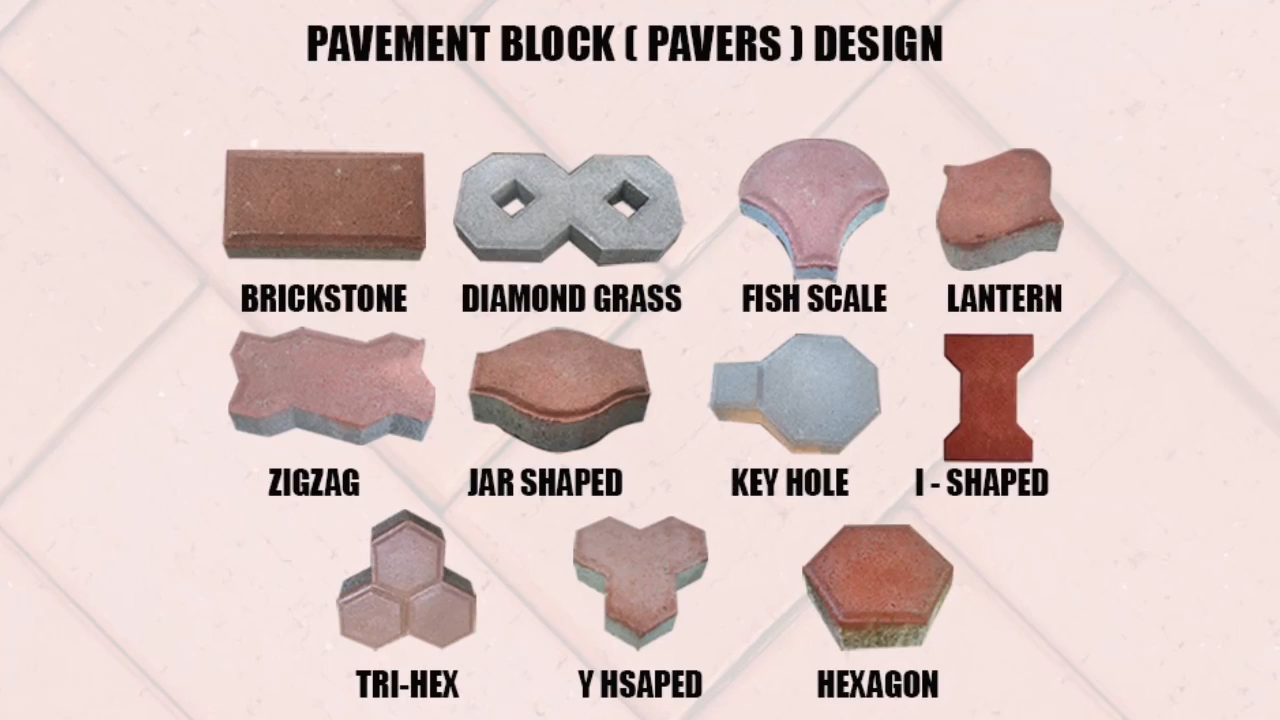 PAVEMENT BLOCK ( PAVERS ) DESIGN
BRICKSTONE
DIAMOND GRASS
FISH SCALE
LANTERN
ZIGZAG
JAR SHAPED
KEY HOLE
I - SHAPED
TRI-HEX
Y HSAPED
HEXAGON